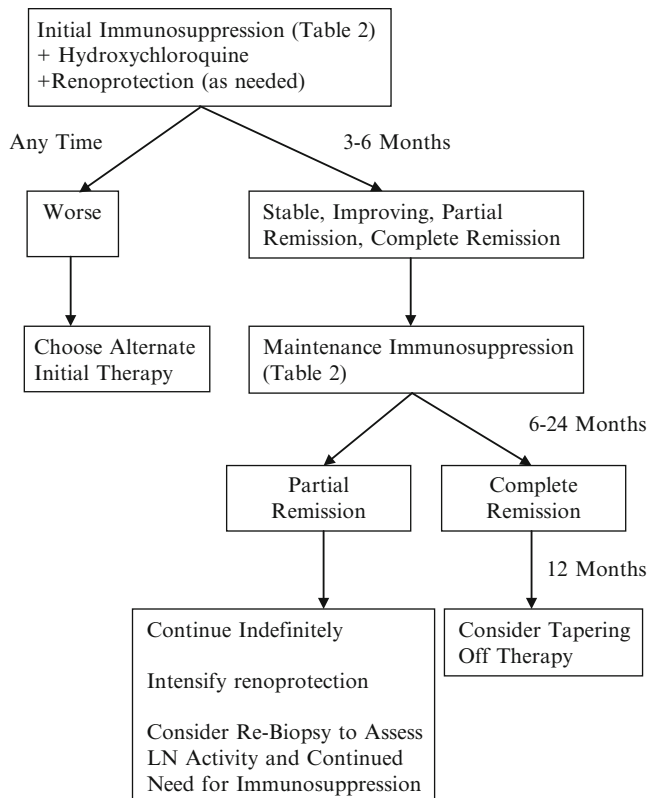 Initial Immunosuppression (Table 2)
+ Hydroxychloroquine
+Renoprotection (as needed)
Any Time
3-6 Months
Worse
Stable, Improving, Partial
Remission, Complete Remission
Choose Alternate
Initial Therapy
Maintenance Immunosuppression
(Table 2)
6-24 Months
Partial
Remission
Complete
Remission
12 Months
Continue Indefinitely
Intensify renoprotection
Consider Re-Biopsy to Assess
LN Activity and Continued
Need for Immunosuppression
Consider Tapering
Off Therapy